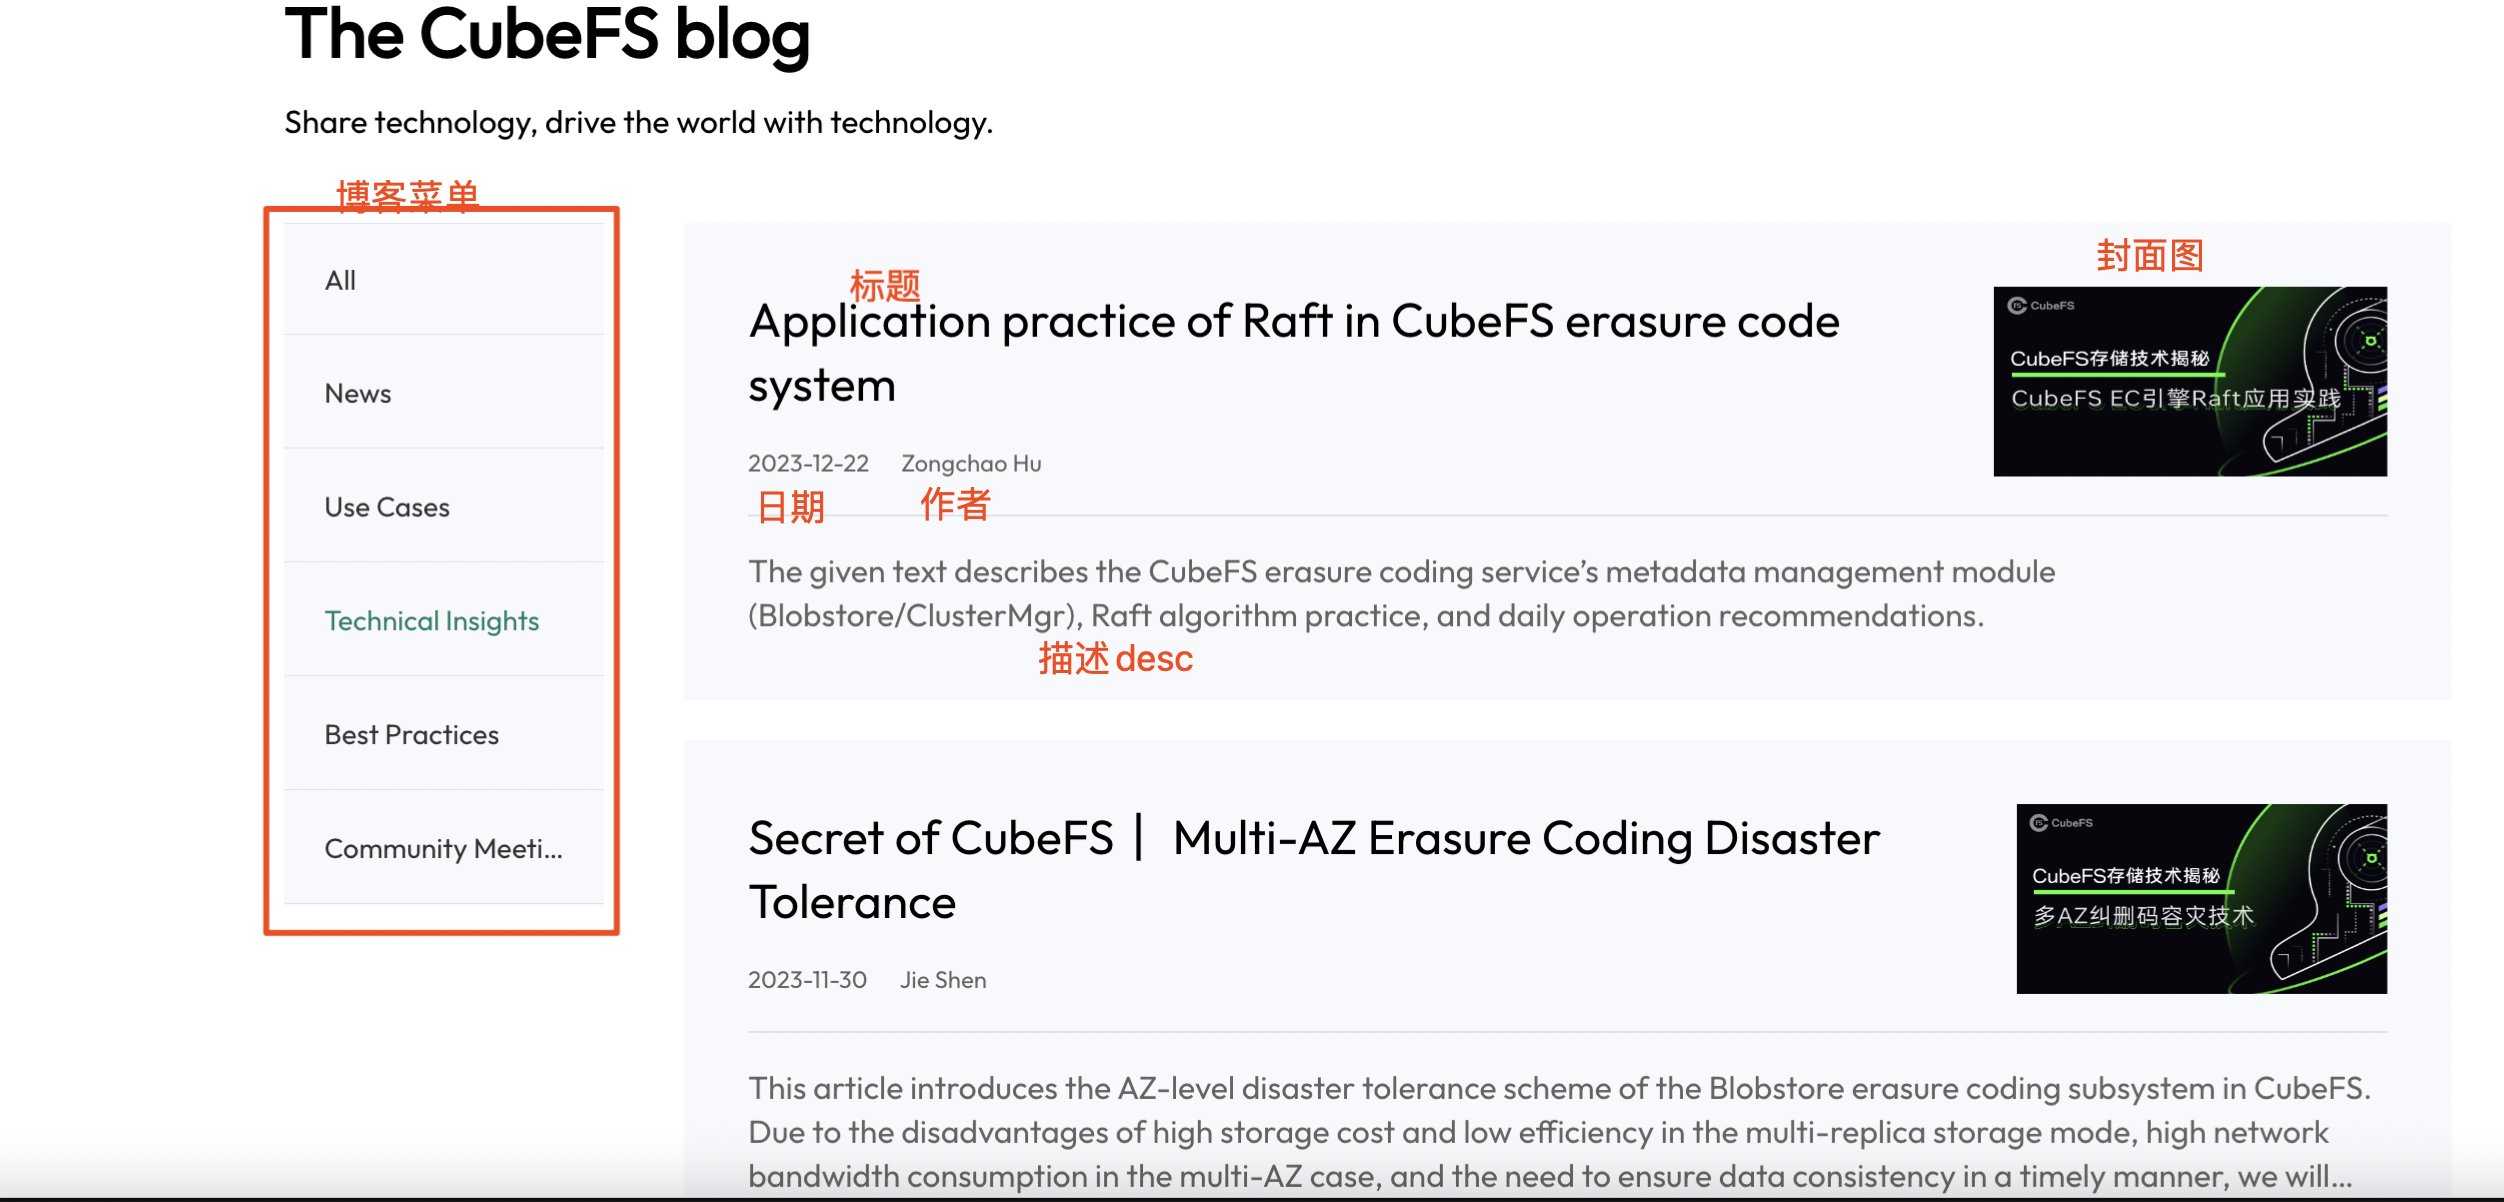 The CubeFS blog
Share technology, drive the world with technology.
博客菜单
All
News
Use Cases
Technical Insights
Best Practices
Community Meeti...
标题
Application practice of Raft in CubeFS erasure code
system
2023-12-22 Zongchao Hu
日期 作者
封面图
CubeFS
CubeFS存储技术揭秘
CubeFS EC引擎Raft应用实践
The given text describes the CubeFS erasure coding service’s metadata management module
(Blobstore/ClusterMgr), Raft algorithm practice, and daily operation recommendations.
描述desc
Secret of CubeFS | Multi-AZ Erasure Coding Disaster
Tolerance
2023-11-30 Jie Shen
CubeFS
CubeFS存储技术揭秘
多AZ纠删码容灾技术
This article introduces the AZ-level disaster tolerance scheme of the Blobstore erasure coding subsystem in CubeFS.
Due to the disadvantages of high storage cost and low efficiency in the multi-replica storage mode, high network
bandwidth consumption in the multi-AZ case, and the need to ensure data consistency in a timely manner, we will...